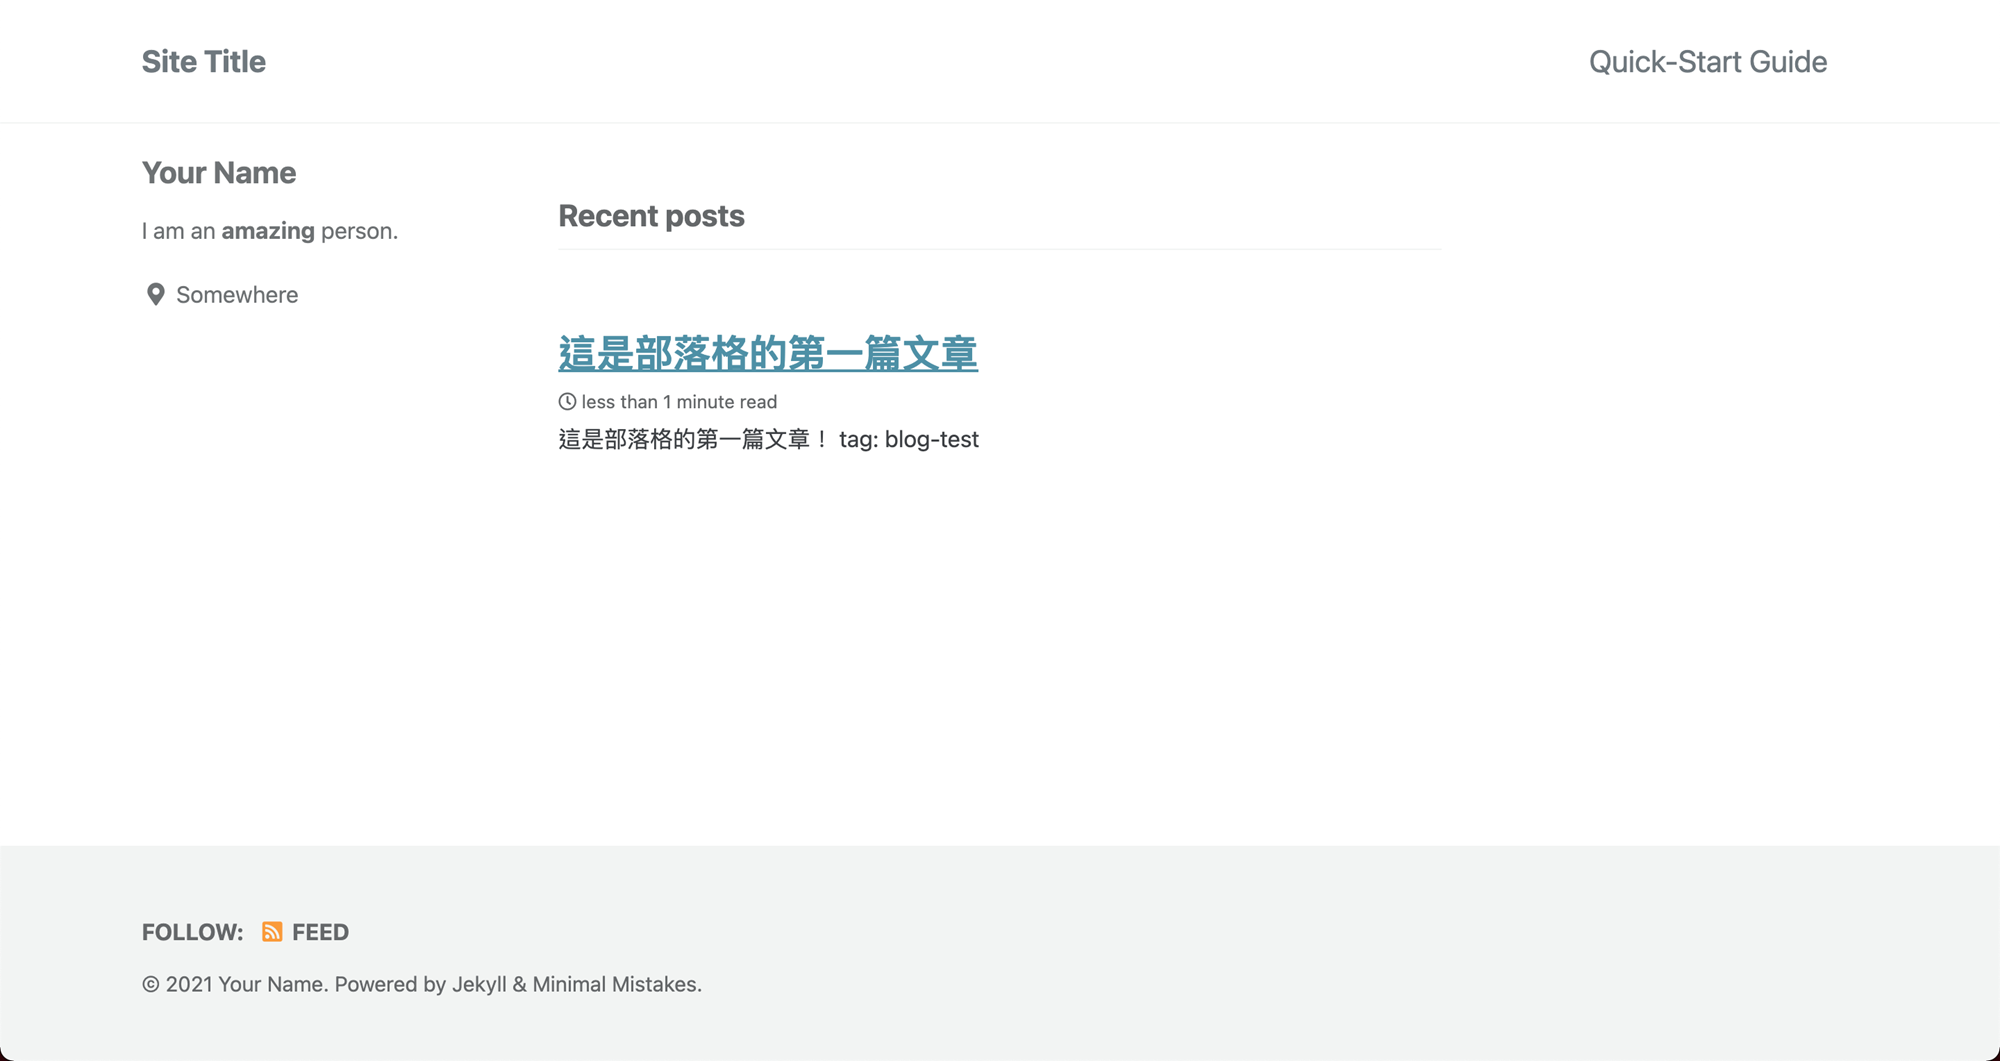 Site Title
Quick-Start Guide
Your Name
I am an amazing person.
Somewhere
Recent posts
這是部落格的第一篇文章
less than 1 minute read
這是部落格的第一篇文章！ tag: blog-test
FOLLOW: FEED
© 2021 Your Name. Powered by Jekyll & Minimal Mistakes.